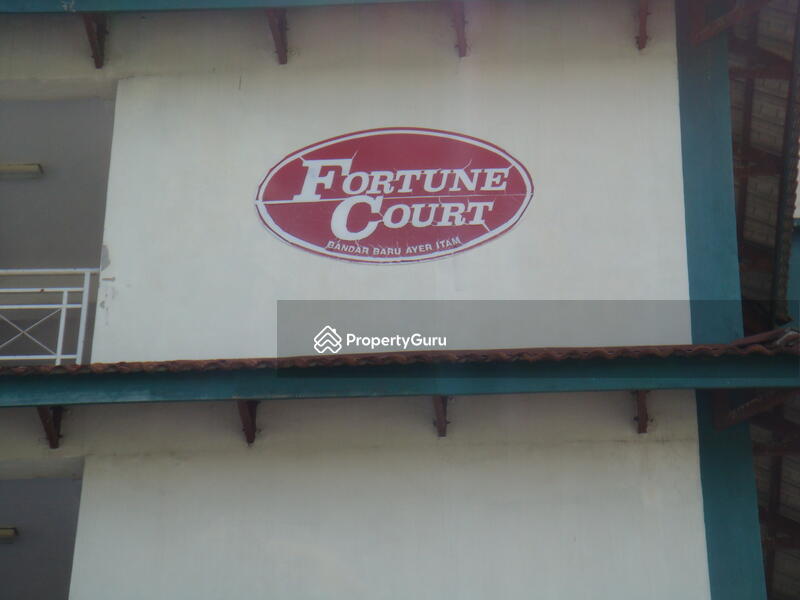 FORTUNE
COURT
BANDAR BARU AYER ITAM
PropertyGuru